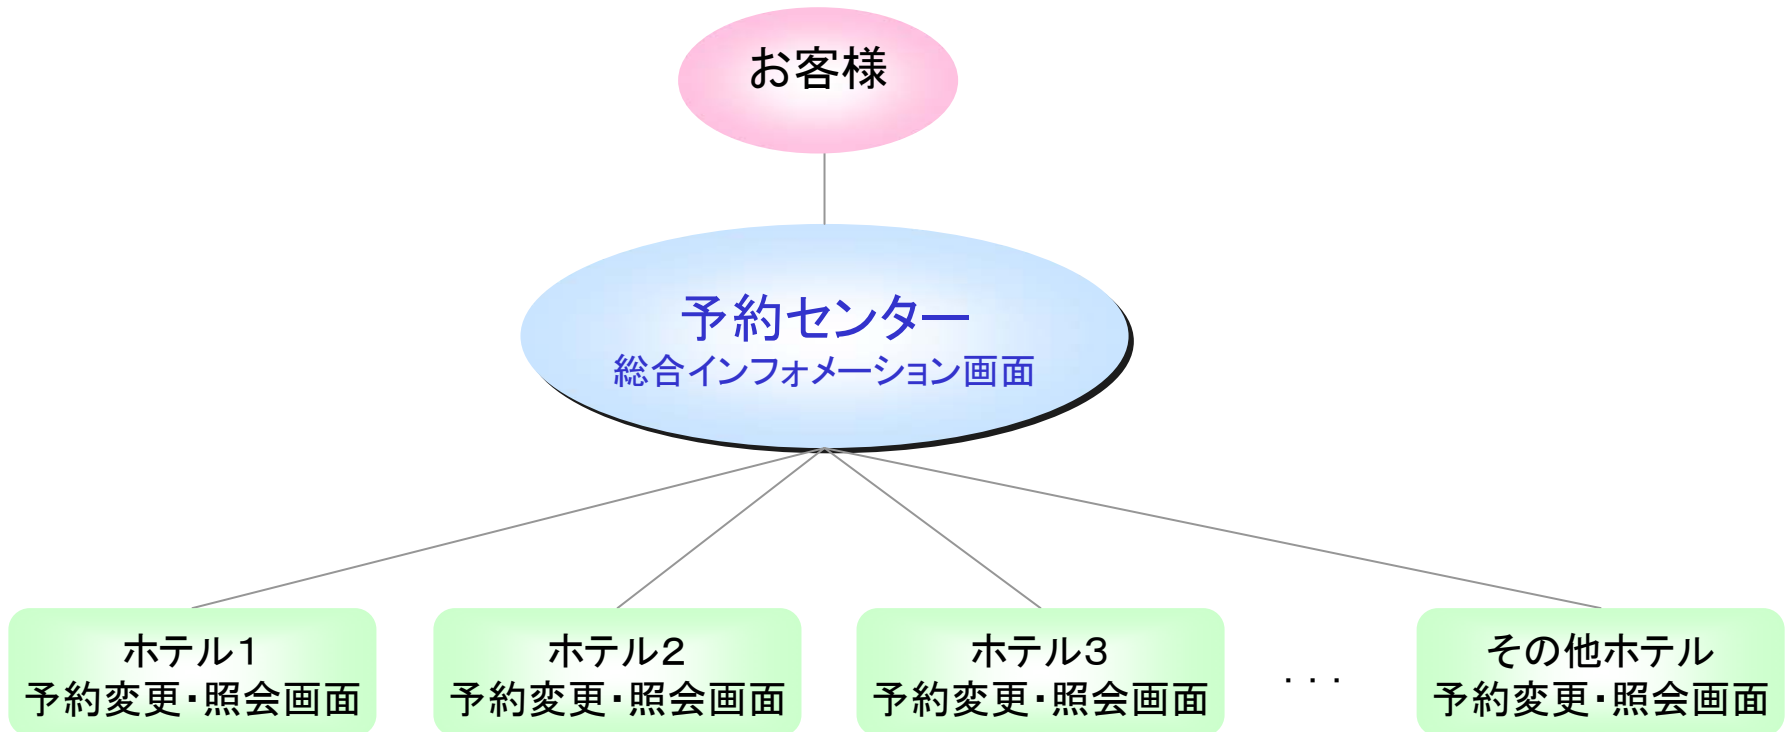 お客様
予約センター
総合インフォメーション画面
ホテル１
予約変更・照会画面
ホテル２
予約変更・照会画面
ホテル３
予約変更・照会画面
. . .
その他ホテル
予約変更・照会画面